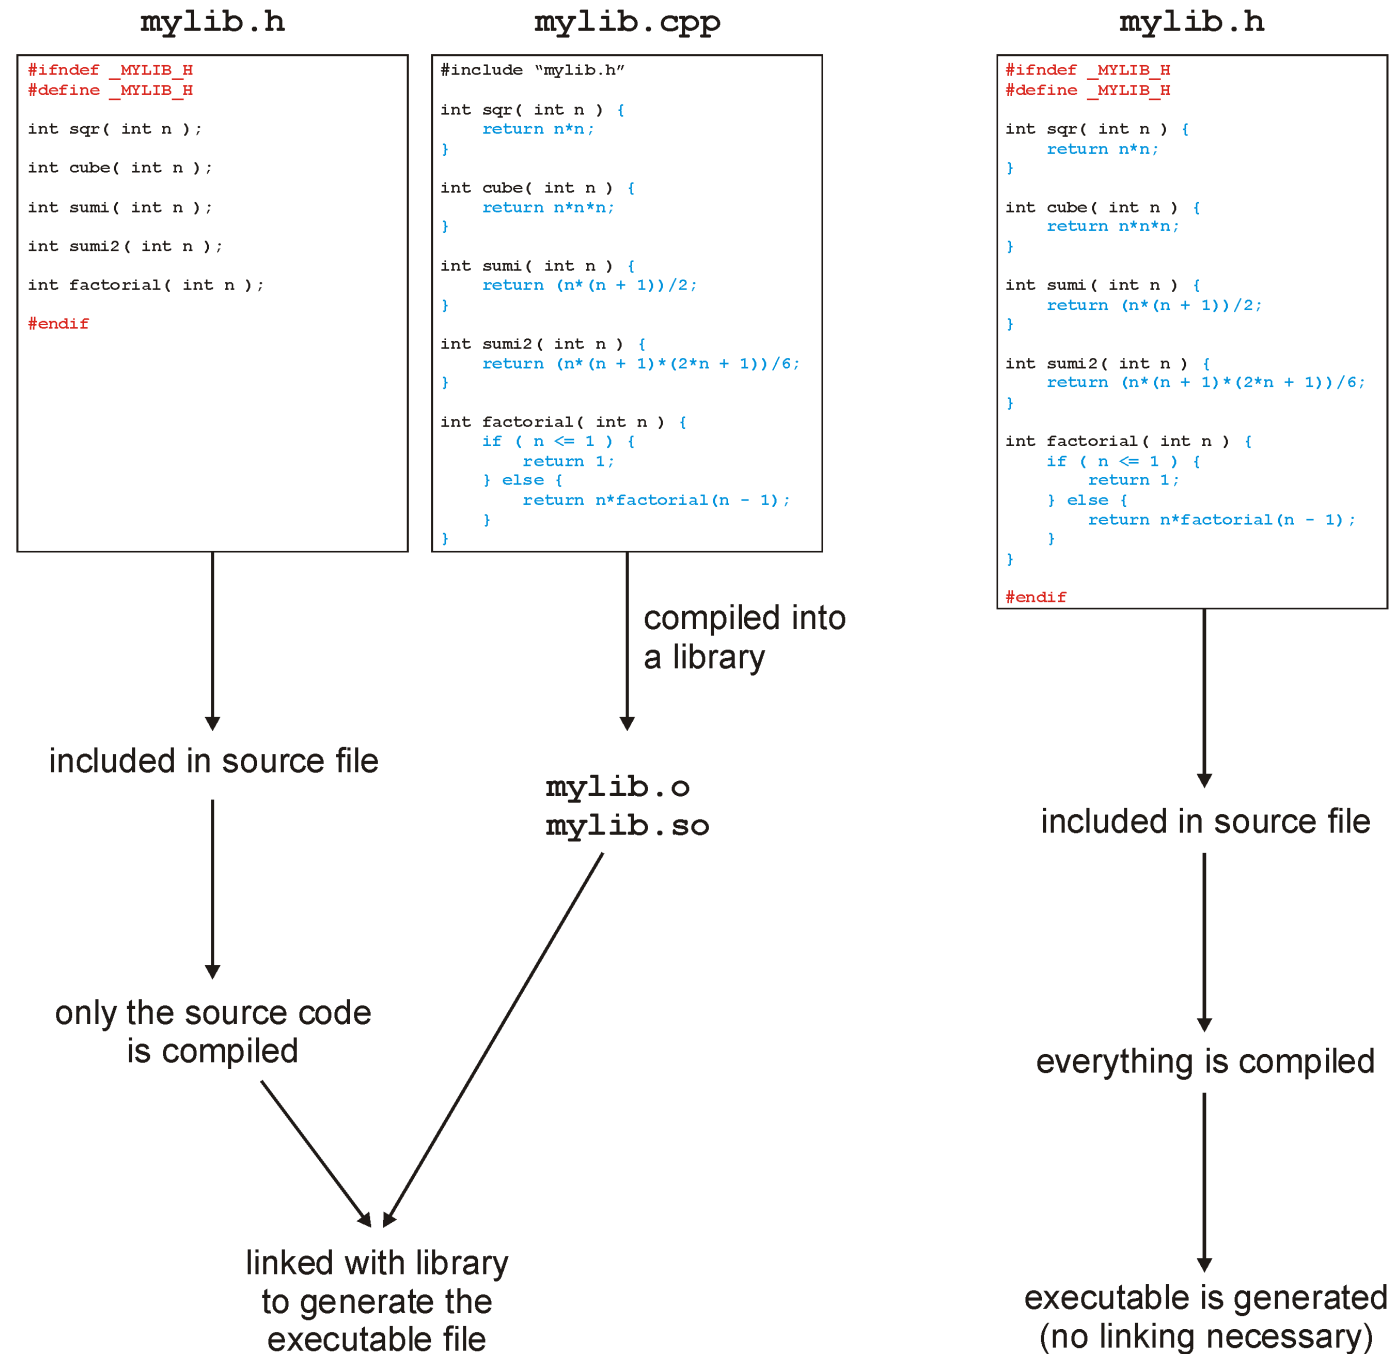 mylib.h
#ifndef _MYLIB_H
#define _MYLIB_H
int sqr( int n );
int cube( int n );
int sumi( int n );
int sumi2( int n );
int factorial( int n );
#endif
included in source file
only the source code
is compiled
mylib.cpp
#include “mylib.h”
int sqr( int n ) {
    return n*n;
}
int cube( int n ) {
    return n*n*n;
}
int sumi( int n ) {
    return (n*(n + 1))/2;
}
int sumi2( int n ) {
    return (n*(n + 1)*(2*n + 1))/6;
}
int factorial( int n ) {
    if ( n <= 1 ) {
        return 1;
    } else {
        return n*factorial(n - 1);
    }
}
compiled into
a library
mylib.o
mylib.so
linked with library
to generate the
executable file
mylib.h
#ifndef _MYLIB_H
#define _MYLIB_H
int sqr( int n ) {
    return n*n;
}
int cube( int n ) {
    return n*n*n;
}
int sumi( int n ) {
    return (n*(n + 1))/2;
}
int sumi2( int n ) {
    return (n*(n + 1)*(2*n + 1))/6;
}
int factorial( int n ) {
    if ( n <= 1 ) {
        return 1;
    } else {
        return n*factorial(n - 1);
    }
}
#endif
included in source file
everything is compiled
executable is generated
(no linking necessary)